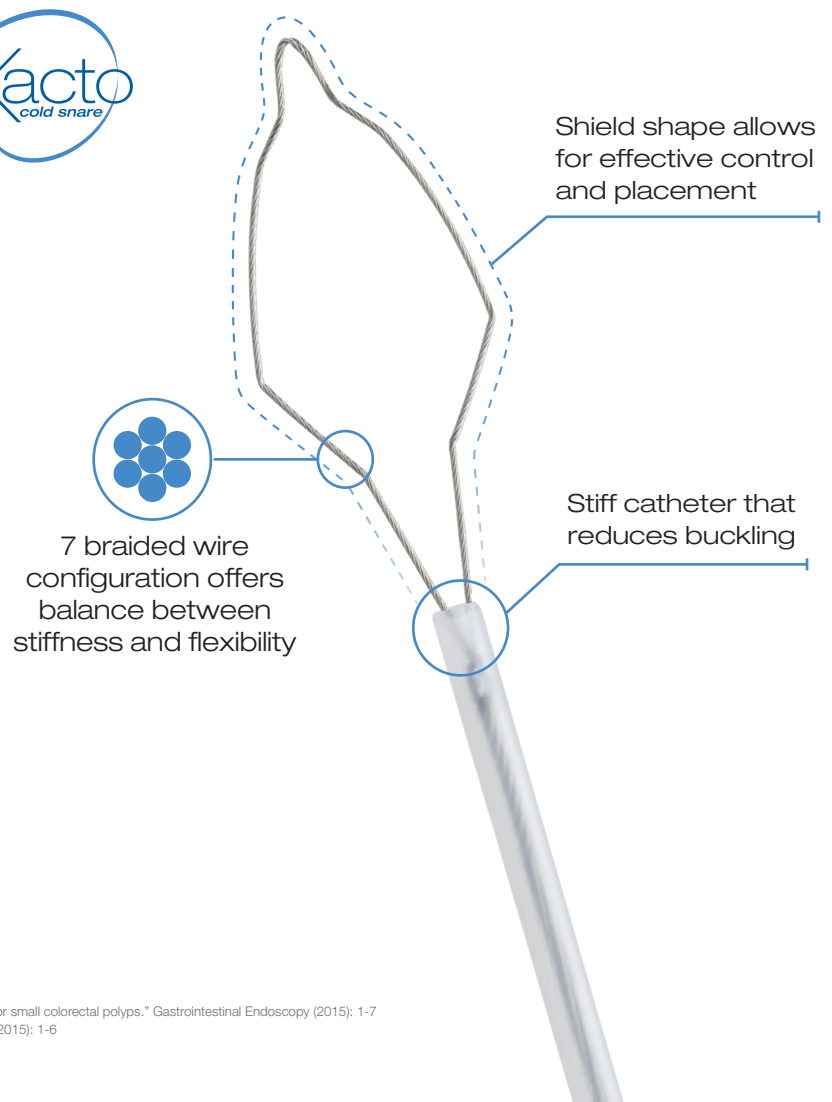 acto
cold snare
Shield shape allows
for effective control
and placement
7 braided wire
configuration offers
balance between
stiffness and flexibility
Stiff catheter that
reduces buckling
small colorectal polyps.” Gastrointestinal Endoscopy (2015): 1-7
2015): 1-6